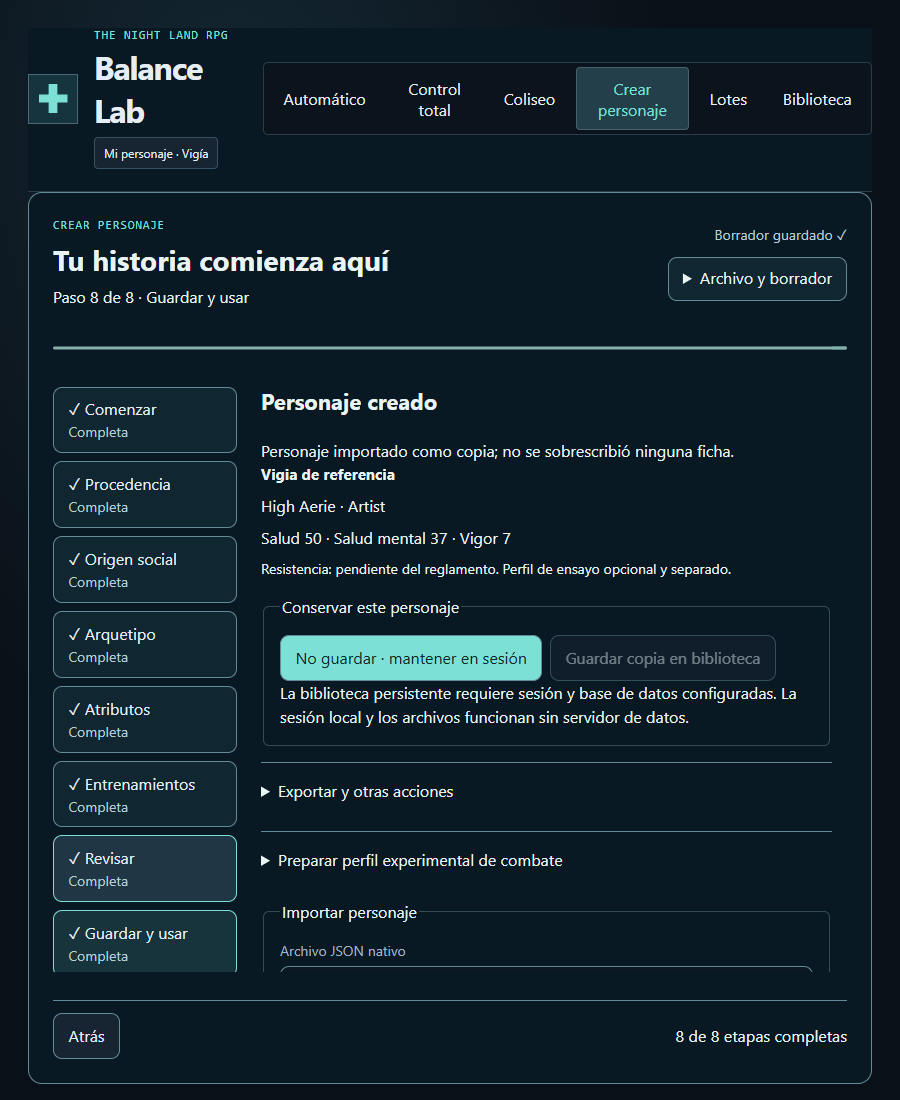 THE NIGHT LAND RPG
Balance
Lab
Mi personaje · Vigía
Automático
Control
total
Coliseo
Crear
personaje
Lotes
Biblioteca
CREAR PERSONAJE
Tu historia comienza aquí
Paso 8 de 8 · Guardar y usar
Borrador guardado ✓
▶ Archivo y borrador
✓ Comenzar
Completa
✓ Procedencia
Completa
✓ Origen social
Completa
✓ Arquetipo
Completa
✓ Atributos
Completa
✓ Entrenamientos
Completa
✓ Revisar
Completa
✓ Guardar y usar
Completa
Personaje creado
Personaje importado como copia; no se sobrescribió ninguna ficha.
Vigia de referencia
High Aerie · Artist
Salud 50 · Salud mental 37 · Vigor 7
Resistencia: pendiente del reglamento. Perfil de ensayo opcional y separado.
Conservar este personaje
No guardar · mantener en sesión
Guardar copia en biblioteca
La biblioteca persistente requiere sesión y base de datos configuradas. La
sesión local y los archivos funcionan sin servidor de datos.
▶ Exportar y otras acciones
▶ Preparar perfil experimental de combate
Importar personaje
Archivo JSON nativo
Atrás
8 de 8 etapas completas